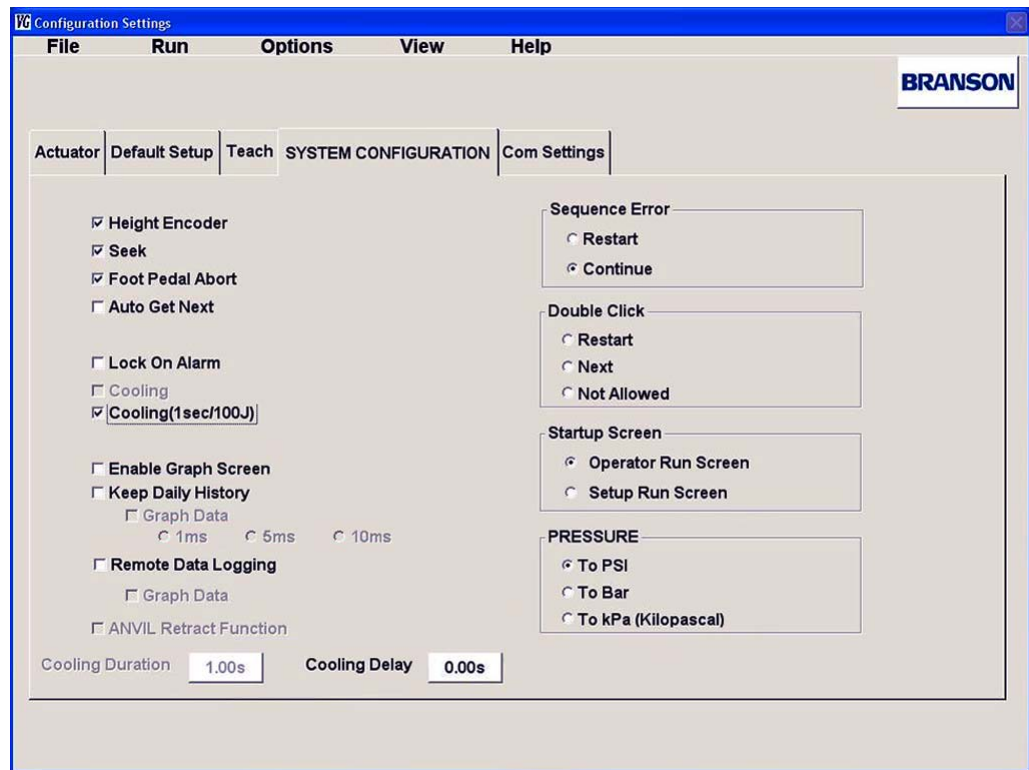 VG Configuration Settings
File Run Options View Help
BRANSON
Actuator Default Setup Teach SYSTEM CONFIGURATION Com Settings
Height Encoder
Seek
Foot Pedal Abort
Auto Get Next
Lock On Alarm
Cooling
Cooling(1sec/100J)
Enable Graph Screen
Keep Daily History
Graph Data
1ms 5ms 10ms
Remote Data Logging
Graph Data
ANVIL Retract Function
Cooling Duration 1.00s Cooling Delay 0.00s
Sequence Error
Restart
Continue
Double Click
Restart
Next
Not Allowed
Startup Screen
Operator Run Screen
Setup Run Screen
PRESSURE
To PSI
To Bar
To kPa (Kilopascal)